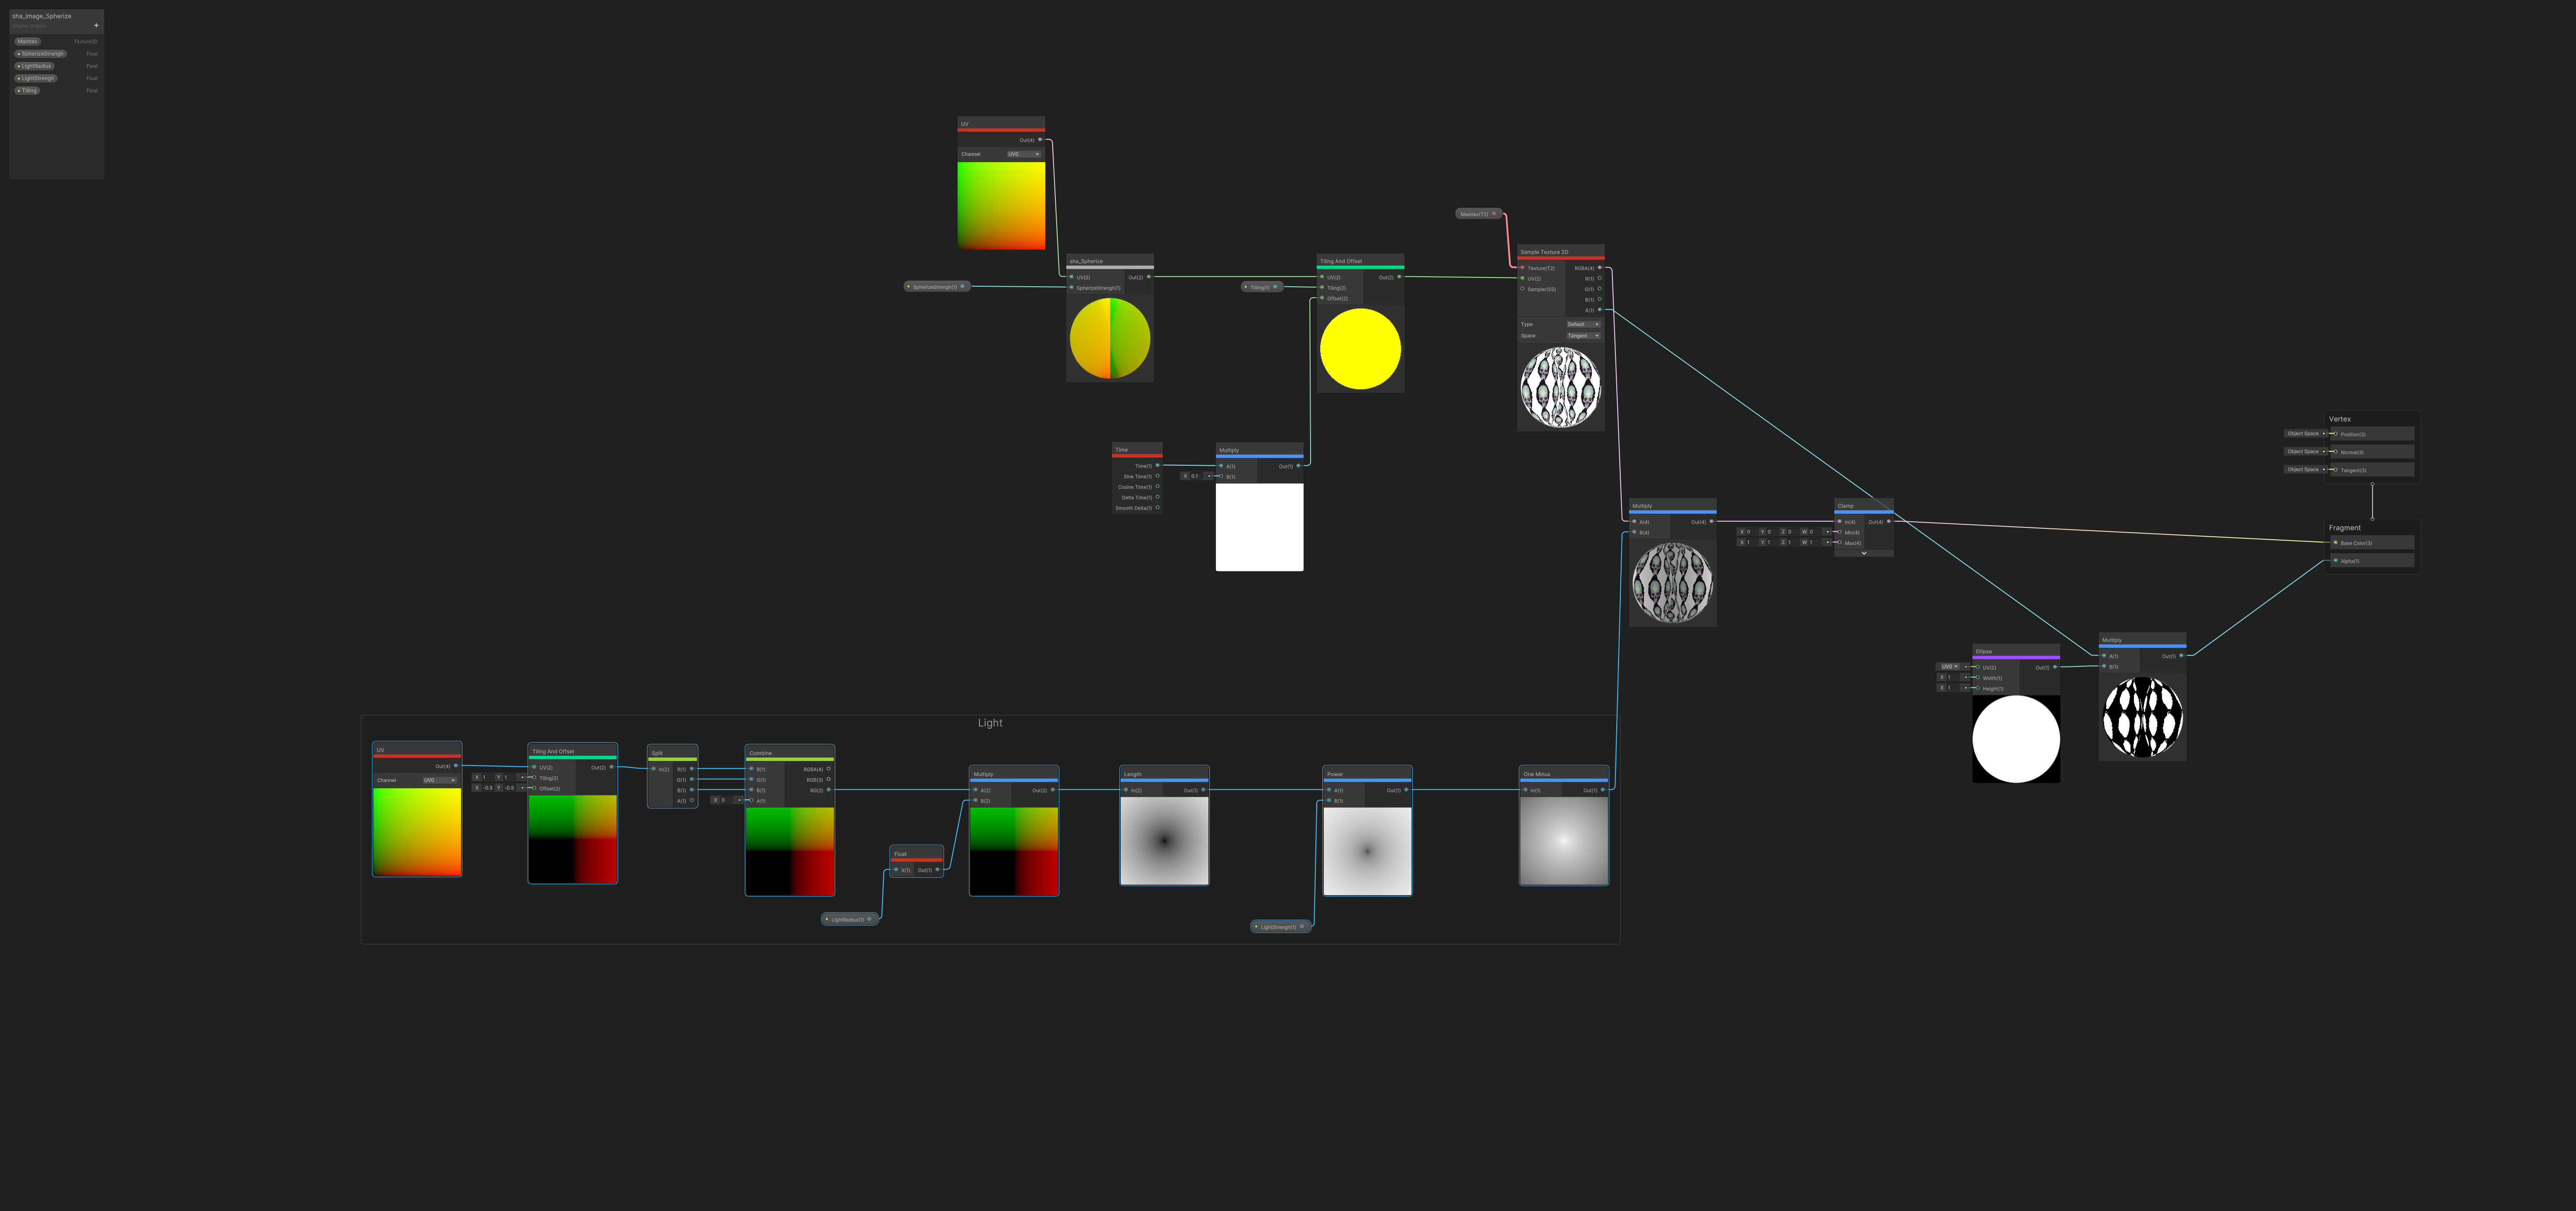 sha_Image_Spherize
Shader Graphs
+
Maintex Texture2D
SpherizeStrengh Float
LightRadius Float
LightStrengh Float
Tilling Float
UV
Out(4)
Channel UV0
sha_Spherize
UV(2) Out(2)
SpherizeStrengh(1)
SpherizeStrengh(1)
Tiling And Offset
UV(2) Out(2)
Tiling(2)
Offset(2)
Tilling(1)
Maintex(T2)
Sample Texture 2D
Texture(T2) RGBA(4)
UV(2) R(1)
Sampler(SS) G(1)
B(1)
A(1)
Type Default
Space Tangent
Time
Time(1)
Sine Time(1)
Cosine Time(1)
Delta Time(1)
Smooth Delta(1)
Multiply
A(1) Out(1)
X 0.1 B(1)
Multiply
A(4) Out(4)
B(4)
Clamp
In(4) Out(4)
X 0 Y 0 Z 0 W 0 Min(4)
X 1 Y 1 Z 1 W 1 Max(4)
Vertex
Object Space Position(3)
Object Space Normal(3)
Object Space Tangent(3)
Fragment
Base Color(3)
Alpha(1)
Ellipse
UV0 UV(2) Out(1)
X 1 Width(1)
X 1 Height(1)
Multiply
A(1) Out(1)
B(1)
Light
UV
Out(4)
Channel UV0
Tiling And Offset
UV(2) Out(2)
X 1 Y 1 Tiling(2)
X -0.5 Y -0.5 Offset(2)
Split
In(2) R(1)
G(1)
B(1)
A(1)
Combine
R(1) RGBA(4)
G(1) RGB(3)
B(1) RG(2)
X 0 A(1)
Float
X(1) Out(1)
LightRadius(1)
Multiply
A(2) Out(2)
B(2)
Length
In(2) Out(1)
Power
A(1) Out(1)
B(1)
LightStrengh(1)
One Minus
In(1) Out(1)